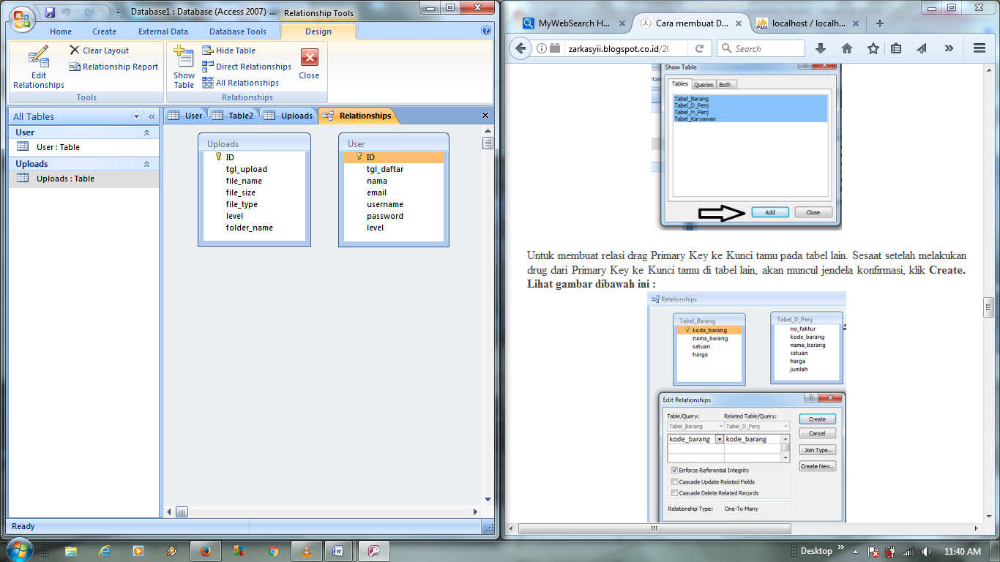 Database1 : Database (Access 2007) ...
Relationship Tools
Home
Create
External Data
Database Tools
Design
Edit
Relationships
Clear Layout
Relationship Report
Tools
Show
Table
Hide Table
Direct Relationships
All Relationships
Close
Relationships
All Tables
User
User : Table
Uploads
Uploads : Table
User
Table2
Uploads
Relationships
Uploads
ID
tgl_upload
file_name
file_size
file_type
level
folder_name
User
ID
tgl_daftar
nama
email
username
password
level
Ready
MyWebSearch H...
Cara membuat D...
localhost / localh...
zarkasyii.blogspot.co.id/20
Search
Show Table
Tables
Queries
Both
Tabel_Barang
Tabel_D_Penj
Tabel_H_Penj
Tabel_Karyawan
Add
Close
Untuk membuat relasi drag Primary Key ke Kunci tamu pada tabel lain. Sesaat setelah melakukan
drug dari Primary Key ke Kunci tamu di tabel lain, akan muncul jendela konfirmasi, klik Create.
Lihat gambar dibawah ini :
Relationships
Tabel_Barang
kode_barang
nama_barang
satuan
harga
Tabel_D_Penj
no_faktur
kode_barang
nama_barang
satuan
harga
jumlah
Edit Relationships
Table/Query:
Related Table/Query:
Tabel_Barang
Tabel_D_Penj
kode_barang
kode_barang
Create
Cancel
Join Type..
Create New..
Enforce Referential Integrity
Cascade Update Related Fields
Cascade Delete Related Records
Relationship Type:
One-To-Many
Desktop
11:40 AM